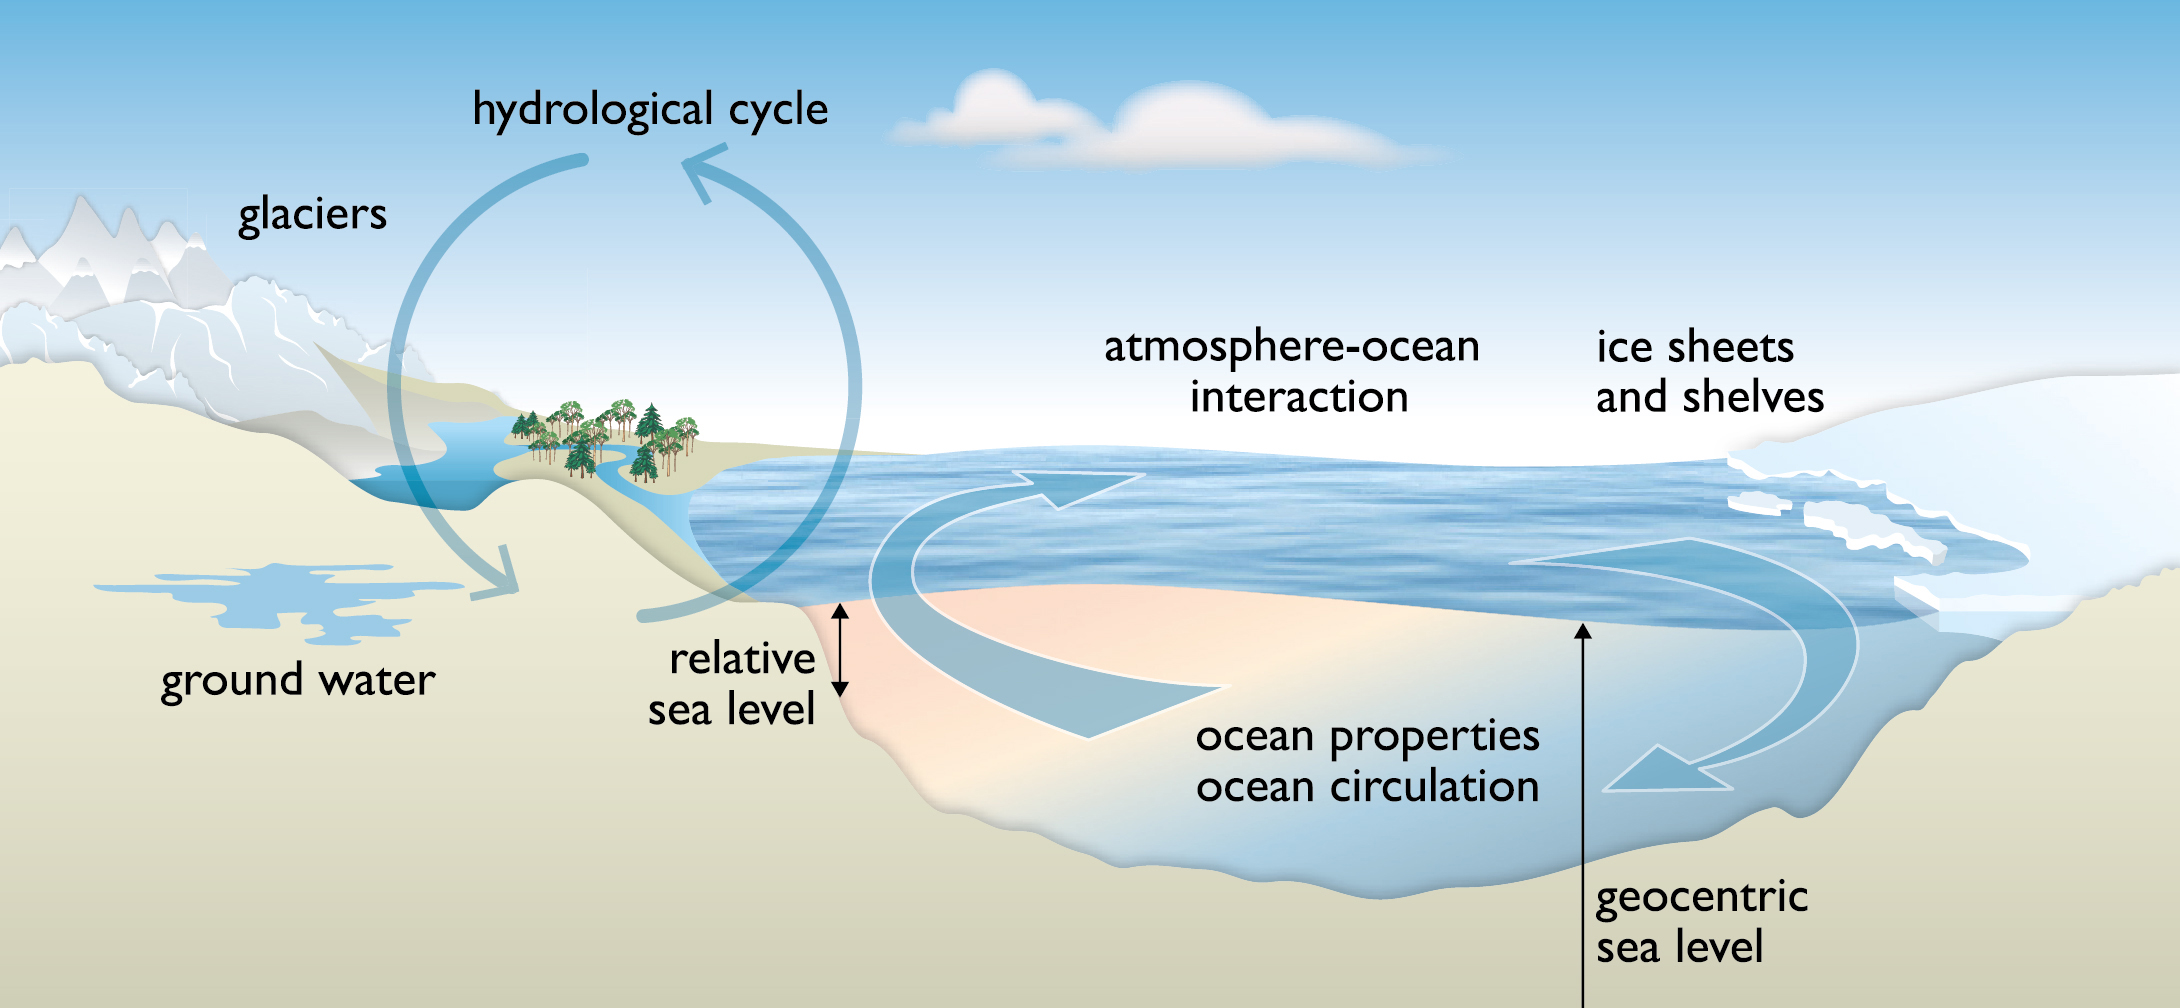 hydrological cycle
glaciers
atmosphere-ocean
interaction
ice sheets
and shelves
ground water
relative
sea level
ocean properties
ocean circulation
geocentric
sea level